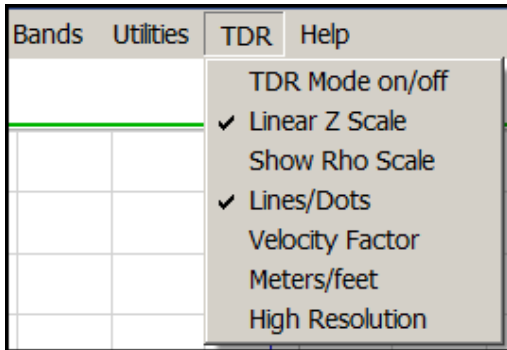 Bands Utilities TDR Help
TDR Mode on/off
Linear Z Scale
Show Rho Scale
Lines/Dots
Velocity Factor
Meters/feet
High Resolution